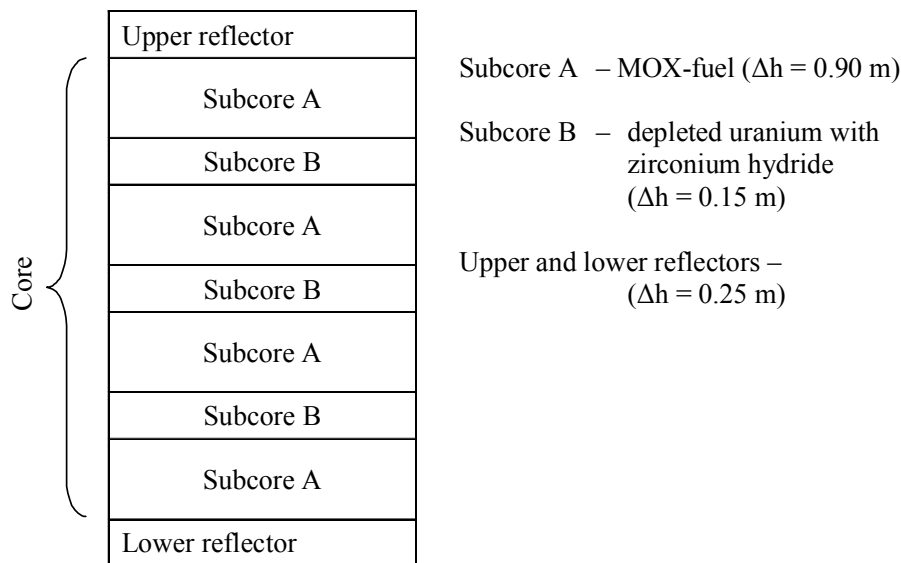 Upper reflector
Subcore A
Subcore B
Subcore A
Subcore B
Subcore A
Subcore B
Subcore A
Lower reflector
Core
Subcore A – MOX-fuel (Δh = 0.90 m)
Subcore B – depleted uranium with
zirconium hydride
(Δh = 0.15 m)
Upper and lower reflectors –
(Δh = 0.25 m)